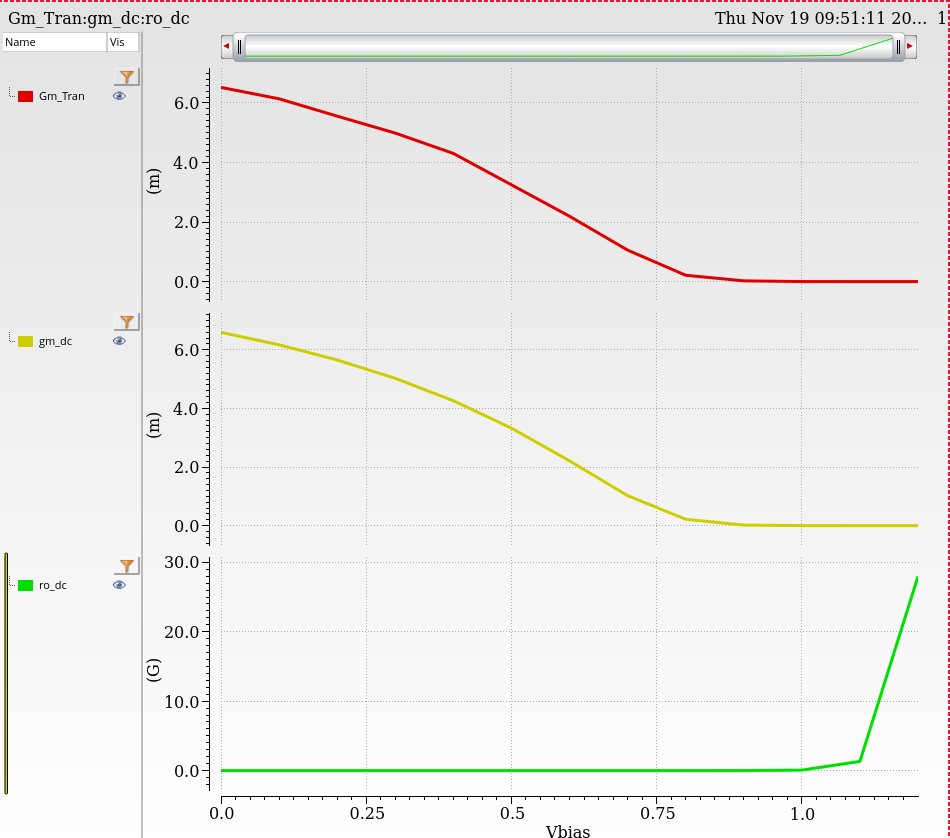 Gm_Tran:gm_dc:ro_dc
Thu Nov 19 09:51:11 20... 1
Name Vis
Gm_Tran
6.0
4.0
(m)
2.0
0.0
gm_dc
6.0
4.0
(m)
2.0
0.0
ro_dc
30.0
20.0
(G)
10.0
0.0
0.0 0.25 0.5 0.75 1.0
Vbias